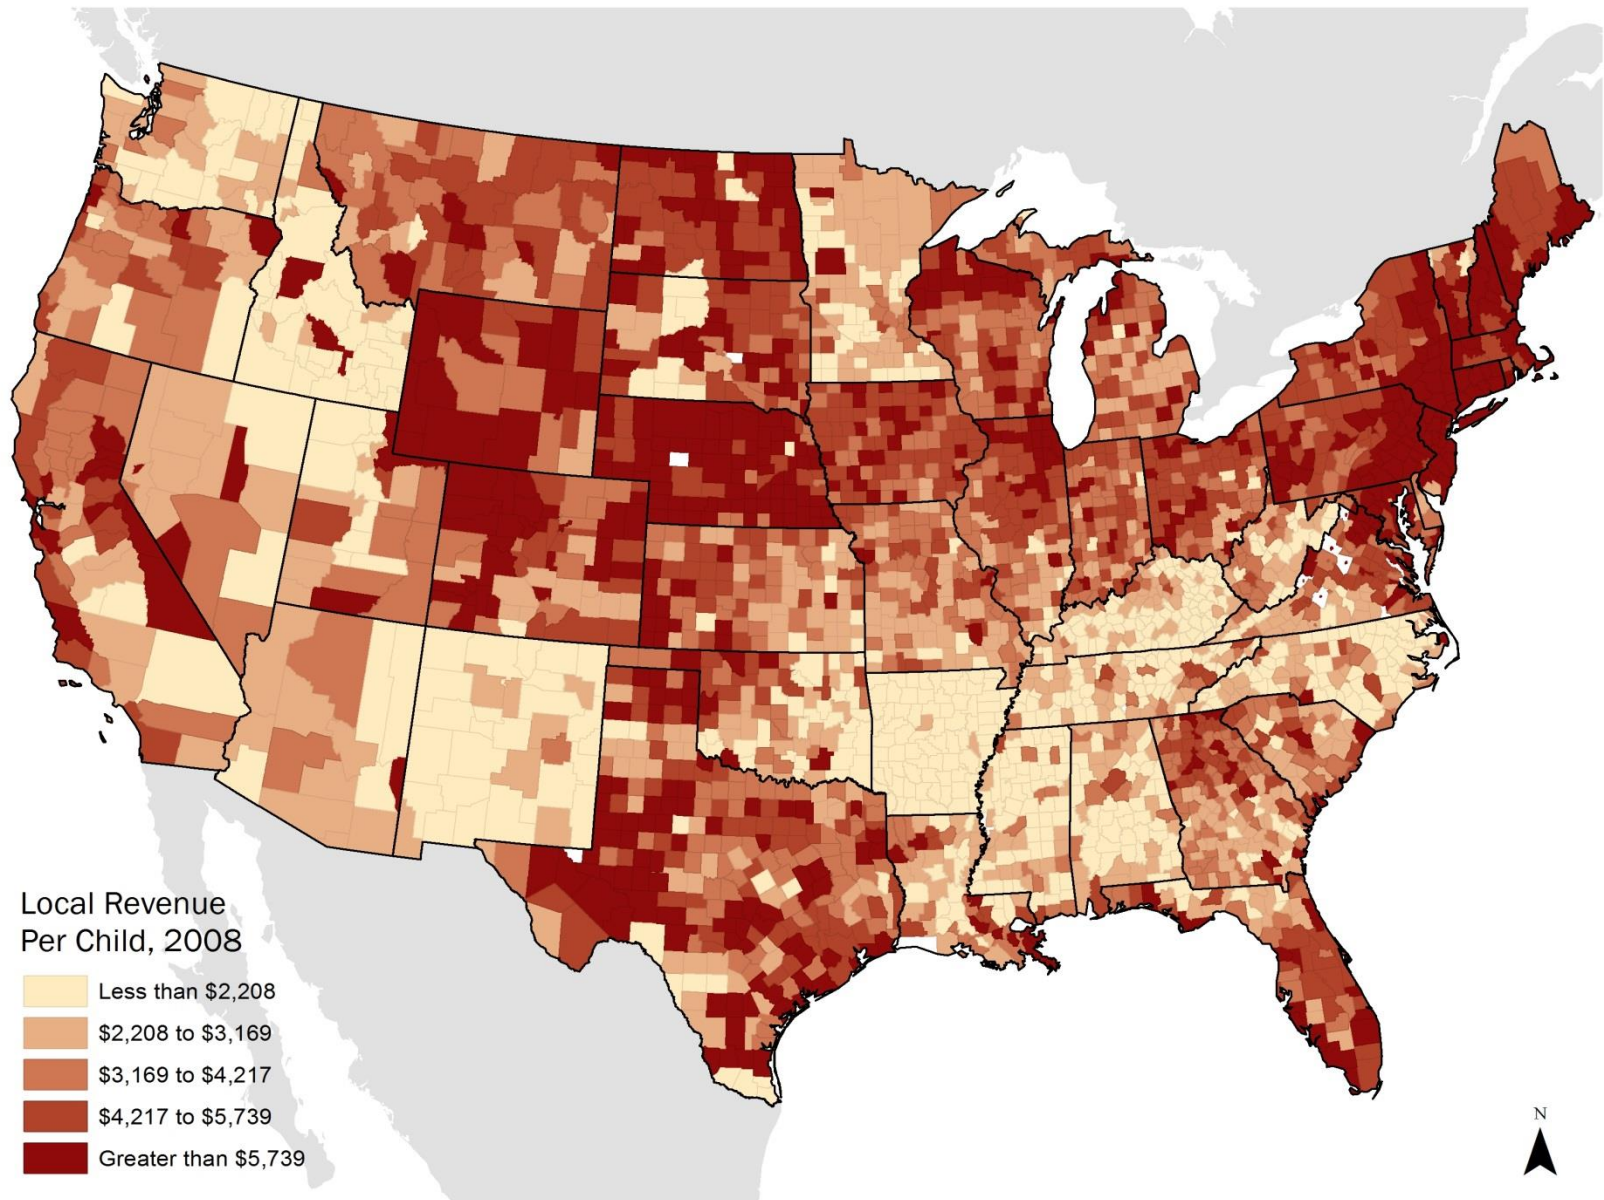 Local Revenue
Per Child, 2008
Less than $2,208
$2,208 to $3,169
$3,169 to $4,217
$4,217 to $5,739
Greater than $5,739
N